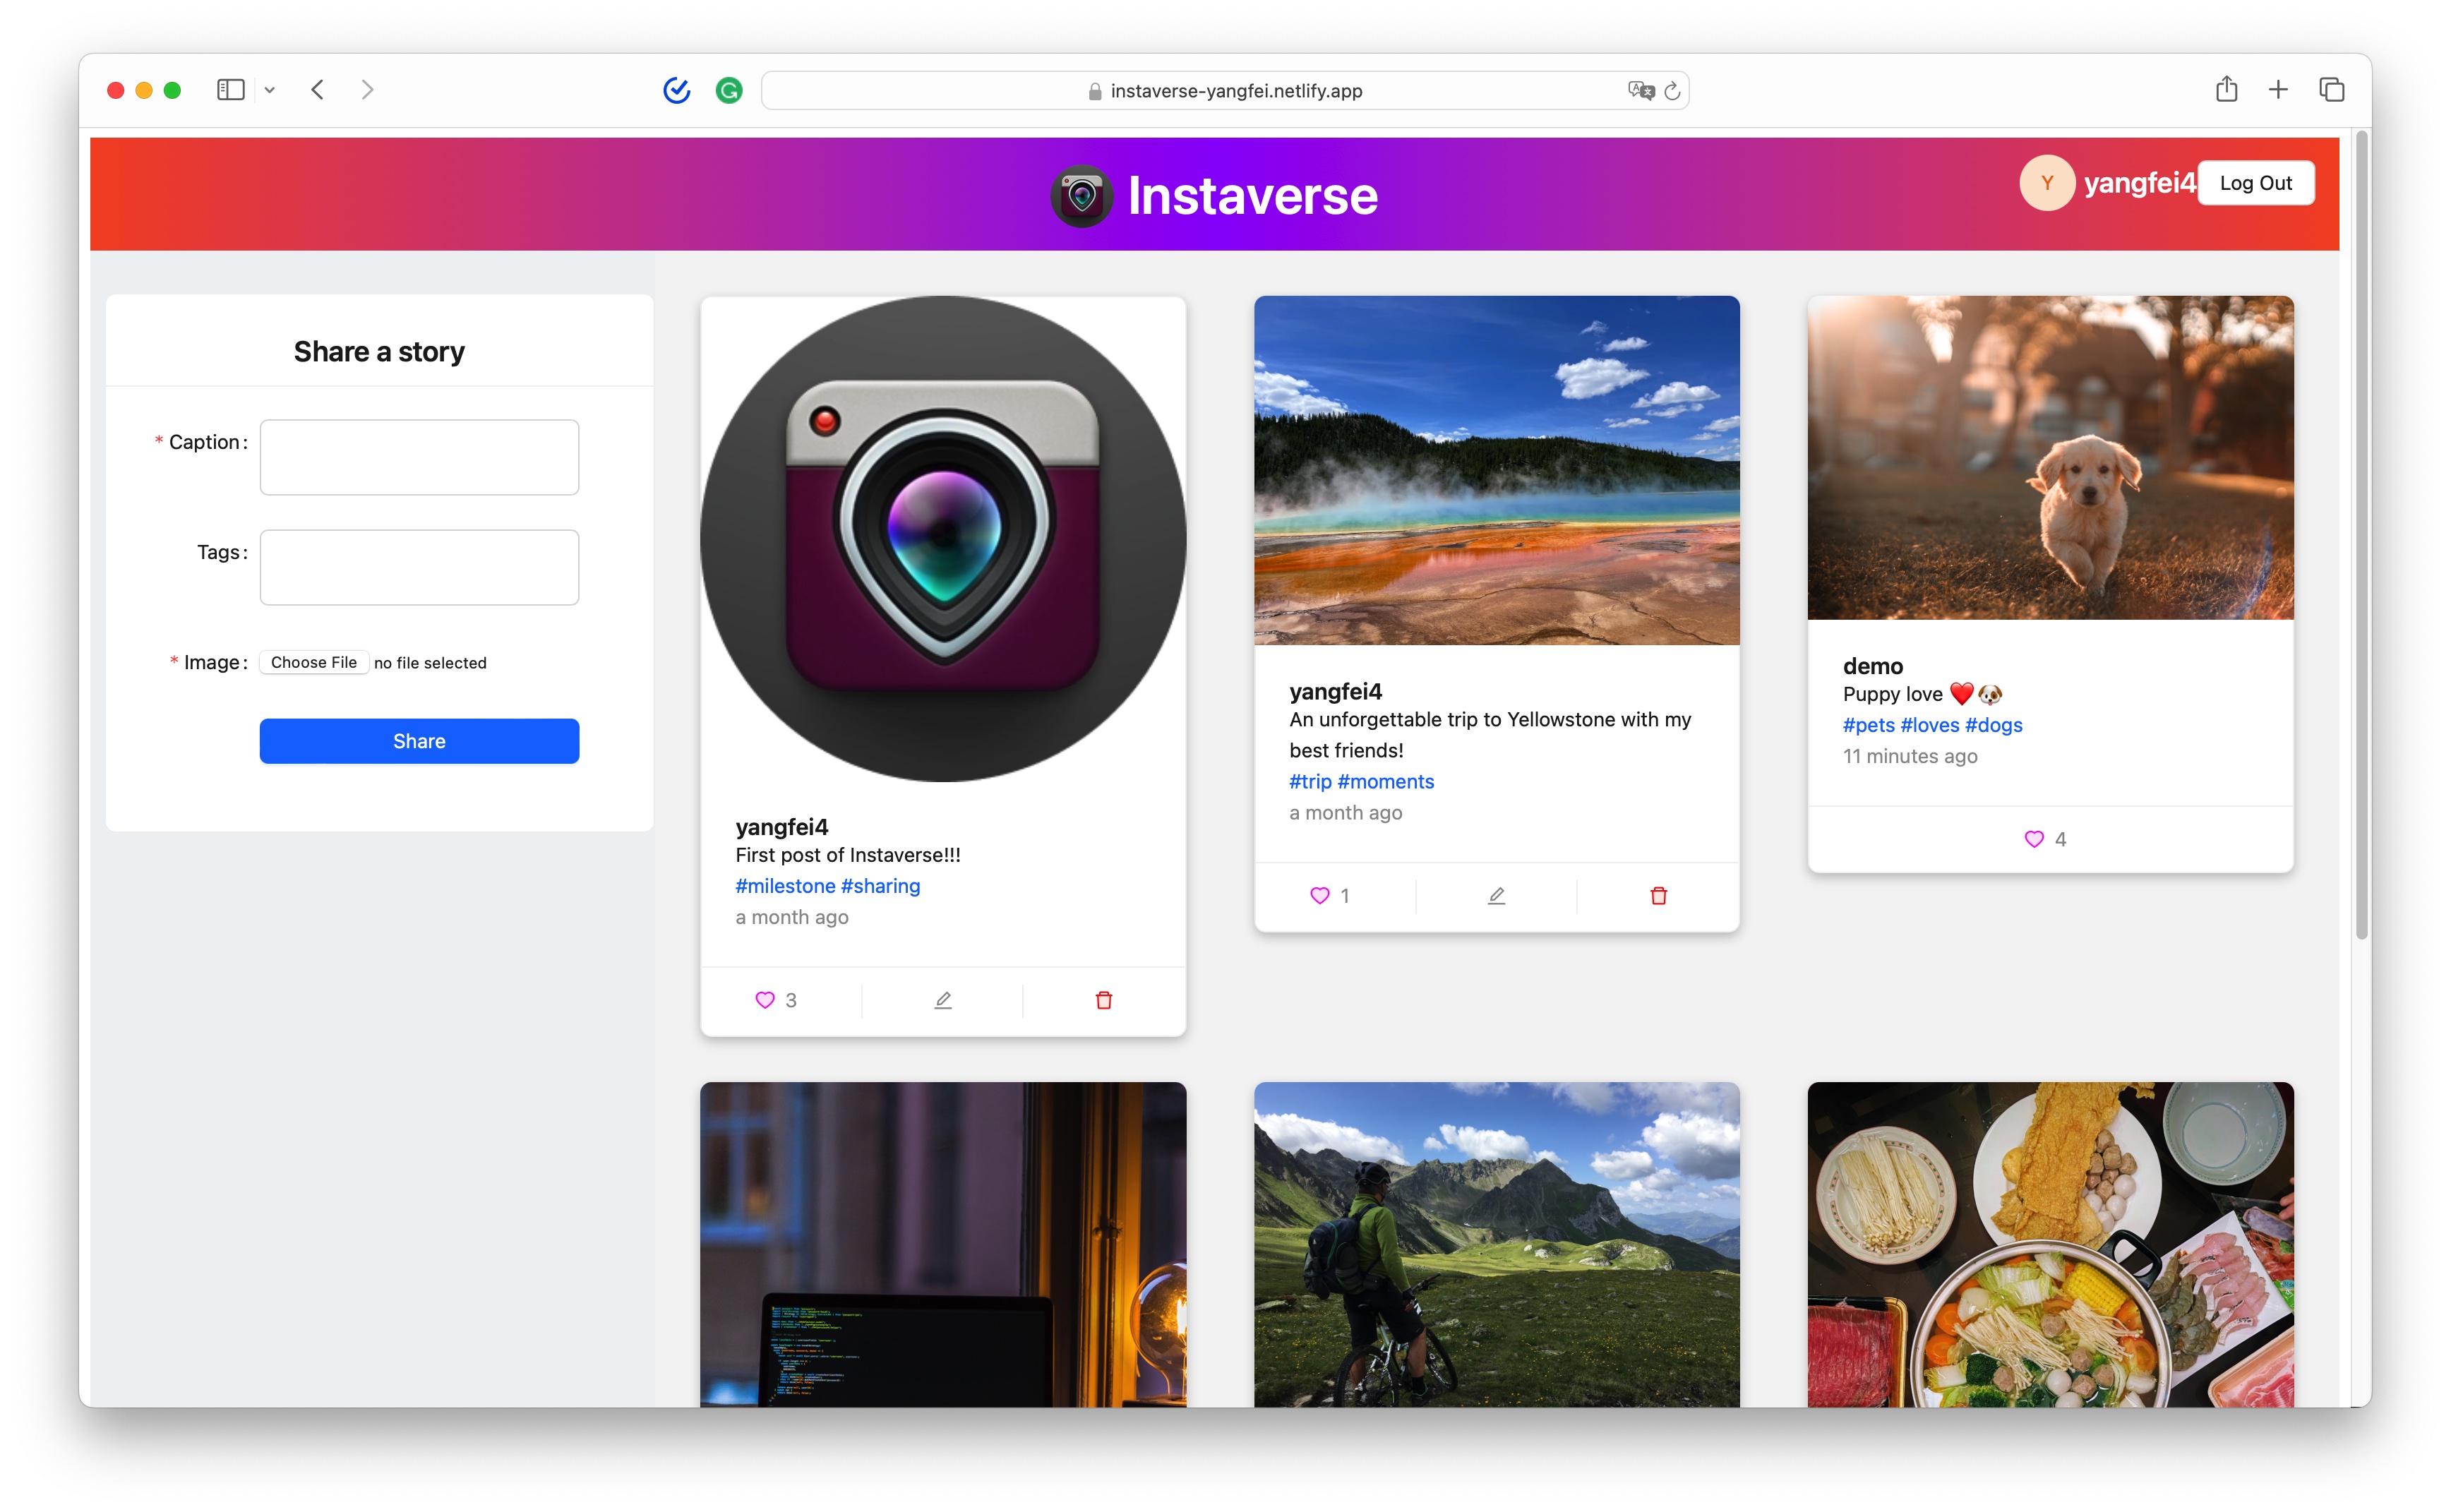 instaverse-yangfei.netlify.app
Instaverse
Y
yangfei4
Log Out
Share a story
* Caption:
Tags:
* Image:
Choose File no file selected
Share
yangfei4
First post of Instaverse!!!
#milestone #sharing
a month ago
3
yangfei4
An unforgettable trip to Yellowstone with my
best friends!
#trip #moments
a month ago
1
demo
Puppy love ❤️🐶
#pets #loves #dogs
11 minutes ago
4